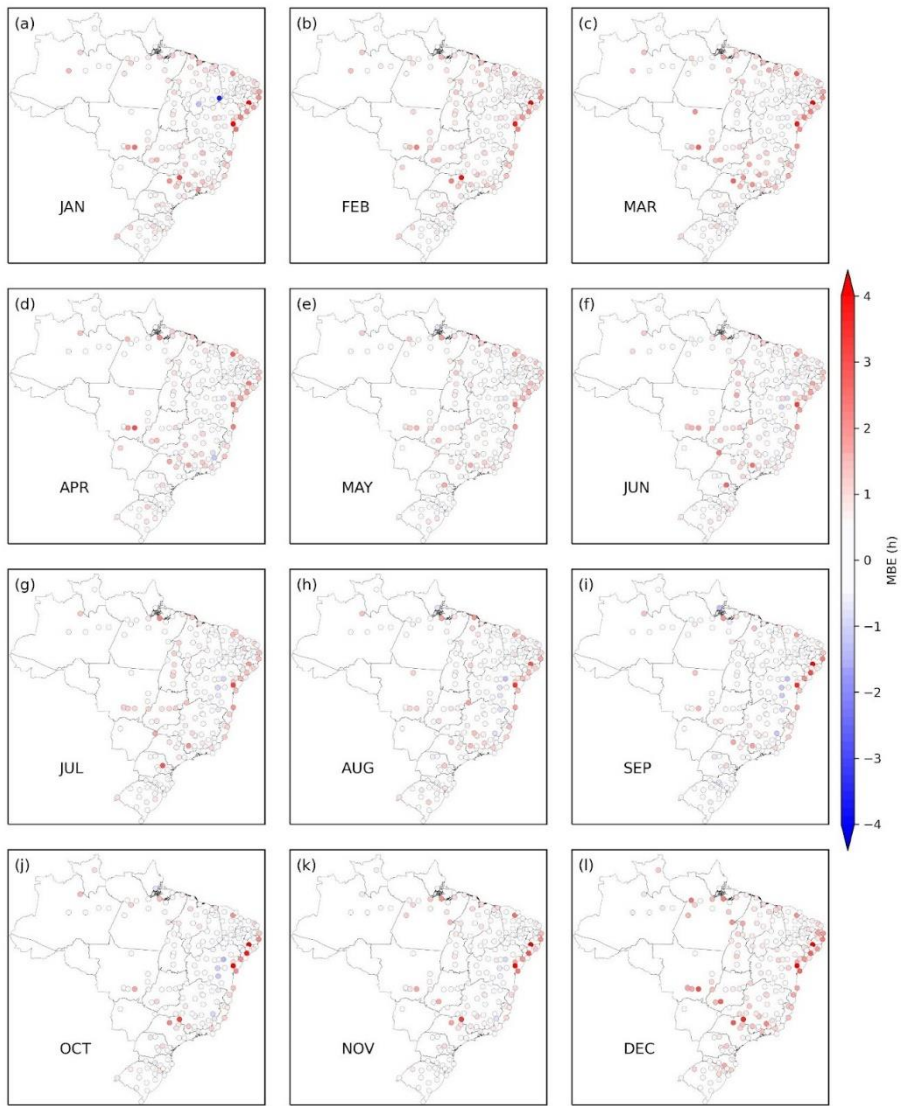 (a)
JAN
(b)
FEB
(c)
MAR
(d)
APR
(e)
MAY
(f)
JUN
(g)
JUL
(h)
AUG
(i)
SEP
(j)
OCT
(k)
NOV
(l)
DEC
4
3
2
1
0
−1
−2
−3
−4
MBE (h)